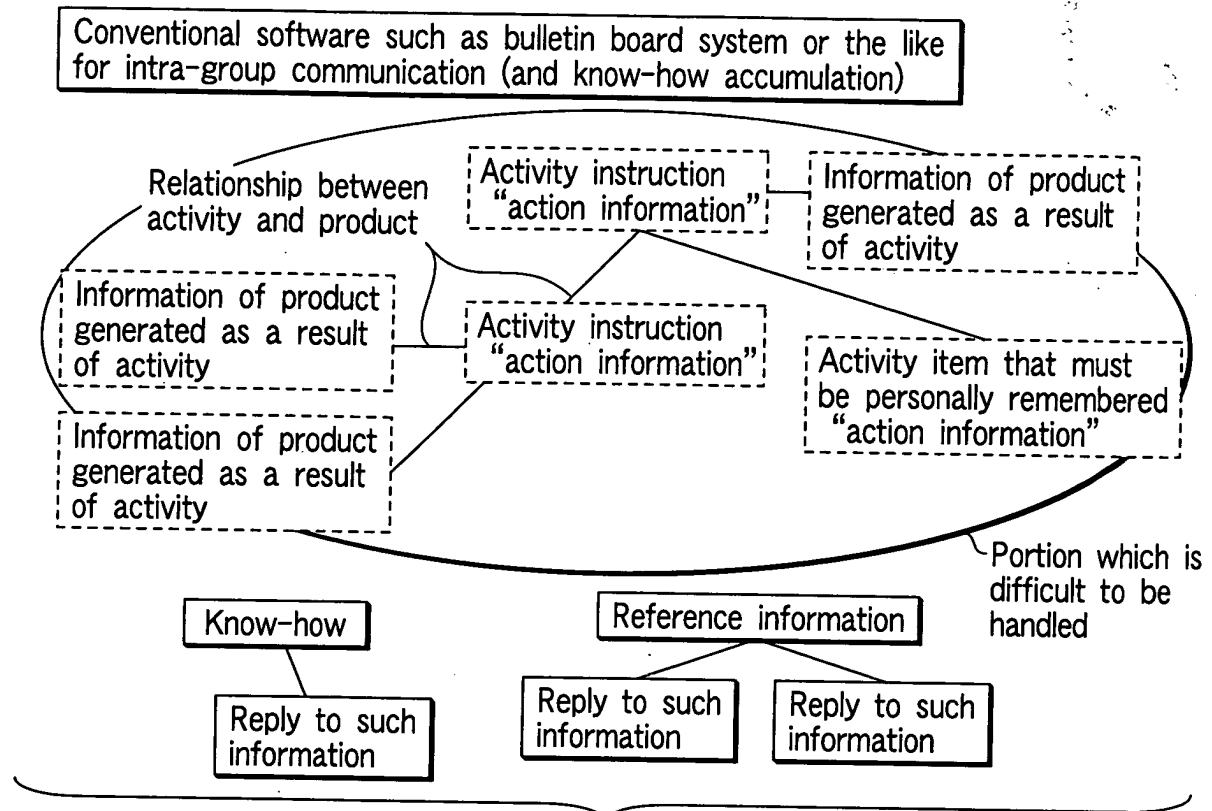 Conventional software such as bulletin board system or the like
for intra-group communication (and know-how accumulation)
Relationship between
activity and product
Activity instruction
“action information”
Information of product
generated as a result
of activity
Information of product
generated as a result
of activity
Activity instruction
“action information”
Activity item that must
be personally remembered
“action information”
Information of product
generated as a result
of activity
Portion which is
difficult to be
handled
Know-how
Reference information
Reply to such
information
Reply to such
information
Reply to such
information